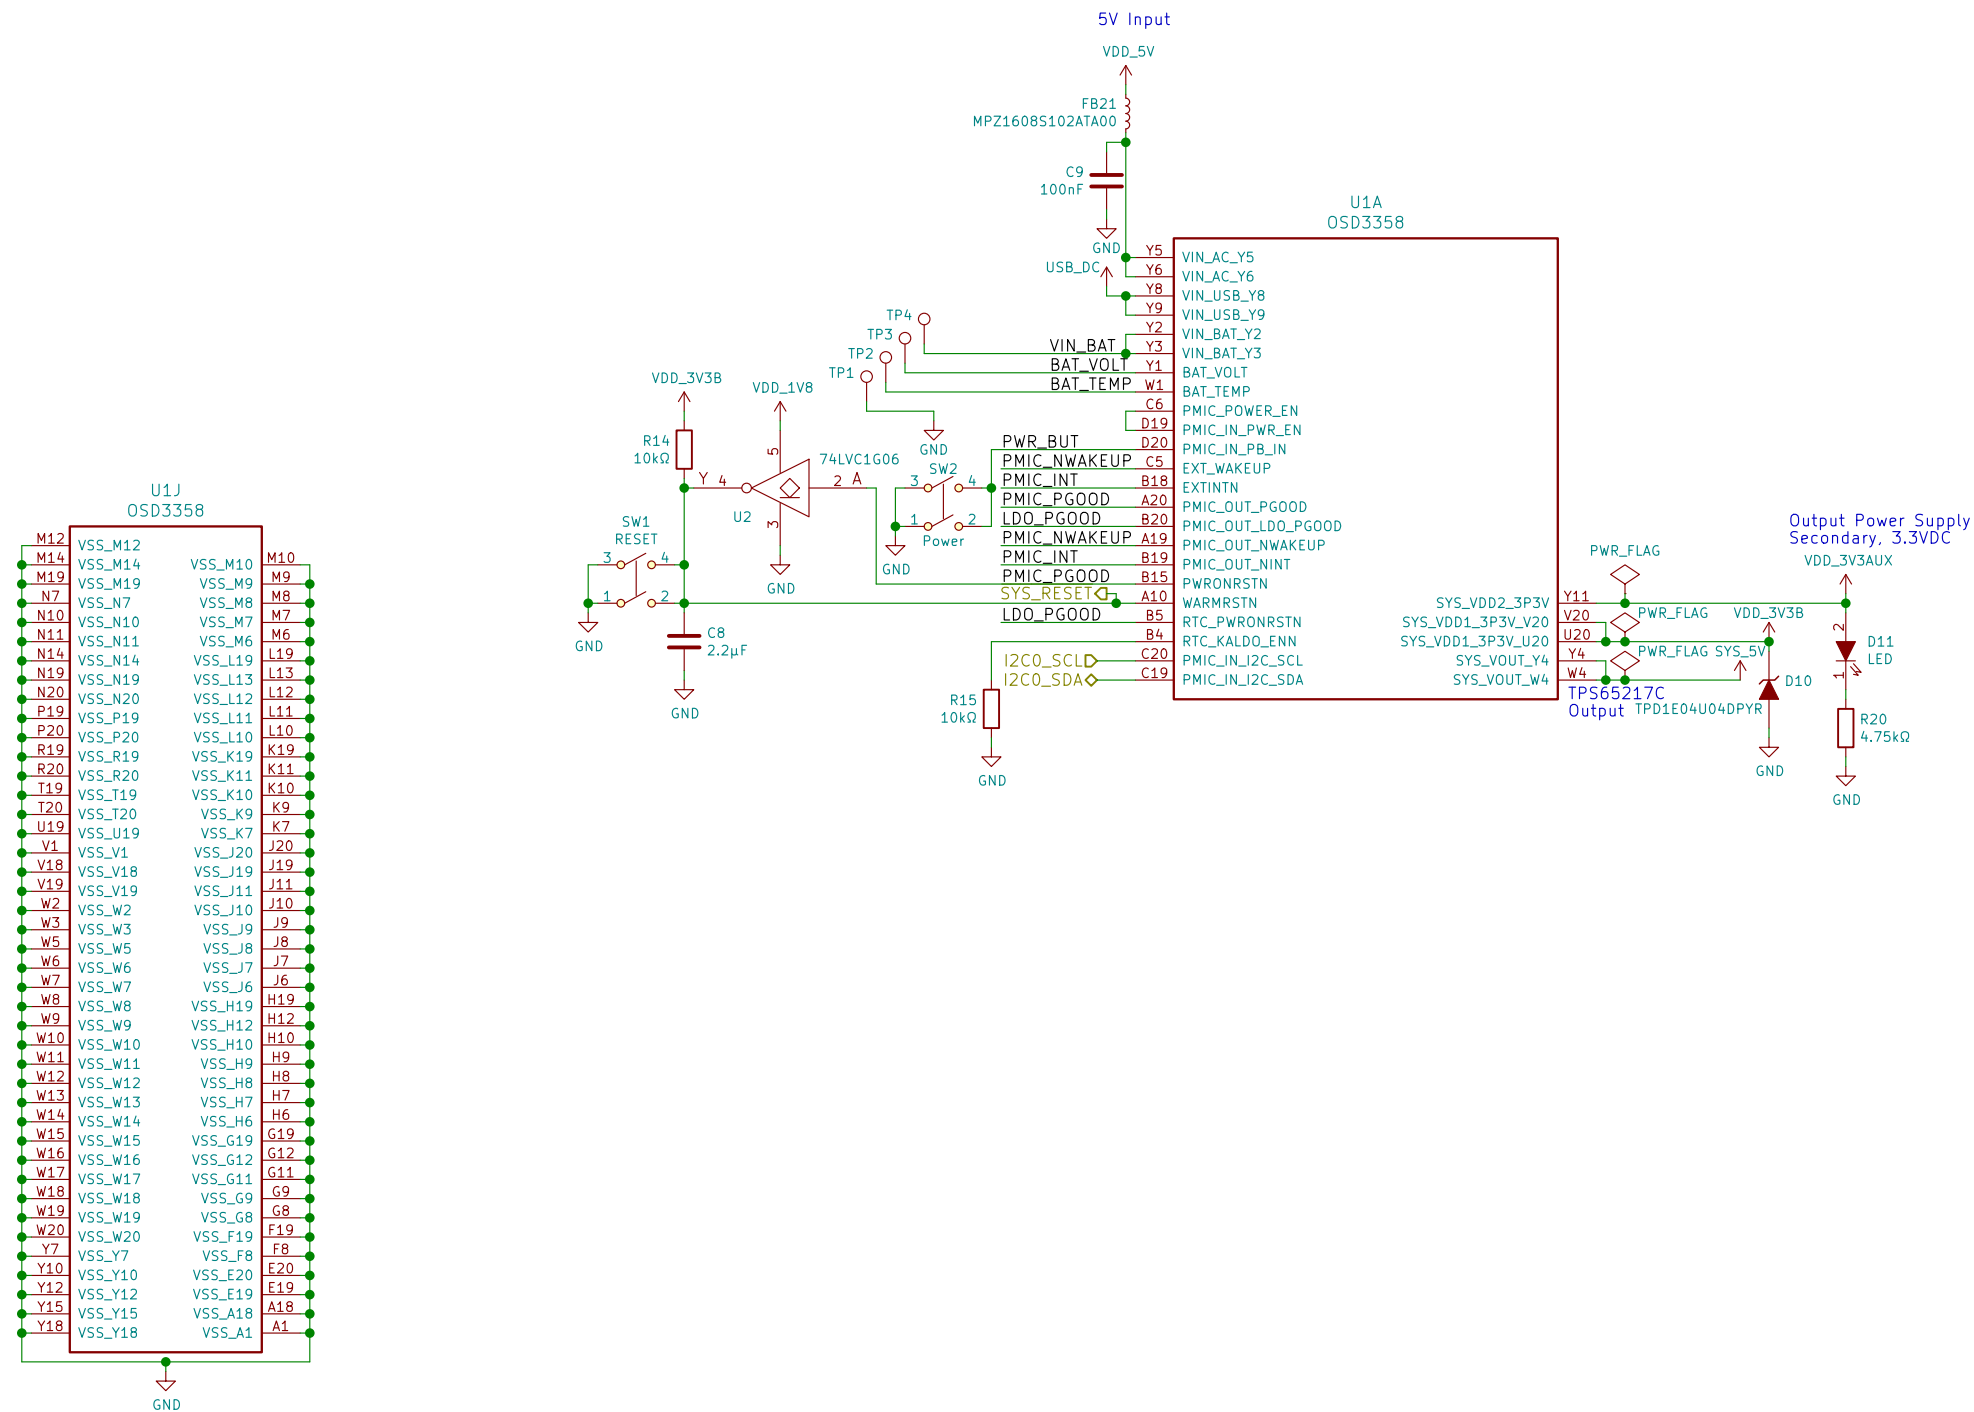 5V Input
VDD_5V
FB21
MPZ1608S102ATA00
C9
100nF
GND
USB_DC
U1A
OSD3358
Y5 VIN_AC_Y5
Y6 VIN_AC_Y6
Y8 VIN_USB_Y8
Y9 VIN_USB_Y9
Y2 VIN_BAT_Y2
TP4
TP3
TP2
TP1
VIN_BAT Y3 VIN_BAT_Y3
BAT_VOLT Y1 BAT_VOLT
BAT_TEMP W1 BAT_TEMP
C6 PMIC_POWER_EN
D19 PMIC_IN_PWR_EN
PWR_BUT D20 PMIC_IN_PB_IN
PMIC_NWAKEUP C5 EXT_WAKEUP
PMIC_INT B18 EXTINTN
PMIC_PGOOD A20 PMIC_OUT_PGOOD
LDO_PGOOD B20 PMIC_OUT_LDO_PGOOD
PMIC_NWAKEUP A19 PMIC_OUT_NWAKEUP
PMIC_INT B19 PMIC_OUT_NINT
PMIC_PGOOD B15 PWRONRSTN
SYS_RESET
A10 WARMRSTN
LDO_PGOOD B5 RTC_PWRONRSTN
B4 RTC_KALDO_ENN
I2C0_SCL C20 PMIC_IN_I2C_SCL
I2C0_SDA C19 PMIC_IN_I2C_SDA
SYS_VDD2_3P3V Y11
SYS_VDD1_3P3V_V20 V20
SYS_VDD1_3P3V_U20 U20
SYS_VOUT_Y4 Y4
SYS_VOUT_W4 W4
TPS65217C
Output
Output Power Supply
Secondary, 3.3VDC
VDD_3V3AUX
PWR_FLAG
PWR_FLAG
VDD_3V3B
PWR_FLAG
SYS_5V
D10
TPD1E04U04DPYR
GND
2
D11
LED
1
R20
4.75kΩ
GND
VDD_3V3B
R14
10kΩ
VDD_1V8
5
74LVC1G06
Y 4
2 A
U2
3
GND
GND
SW2
3 4
1 2
Power
GND
SW1
RESET
3 4
1 2
GND
C8
2.2µF
GND
R15
10kΩ
GND
U1J
OSD3358
M12 VSS_M12
M14 VSS_M14 VSS_M10 M10
M19 VSS_M19 VSS_M9 M9
N7 VSS_N7 VSS_M8 M8
N10 VSS_N10 VSS_M7 M7
N11 VSS_N11 VSS_M6 M6
N14 VSS_N14 VSS_L19 L19
N19 VSS_N19 VSS_L13 L13
N20 VSS_N20 VSS_L12 L12
P19 VSS_P19 VSS_L11 L11
P20 VSS_P20 VSS_L10 L10
R19 VSS_R19 VSS_K19 K19
R20 VSS_R20 VSS_K11 K11
T19 VSS_T19 VSS_K10 K10
T20 VSS_T20 VSS_K9 K9
U19 VSS_U19 VSS_K7 K7
V1 VSS_V1 VSS_J20 J20
V18 VSS_V18 VSS_J19 J19
V19 VSS_V19 VSS_J11 J11
W2 VSS_W2 VSS_J10 J10
W3 VSS_W3 VSS_J9 J9
W5 VSS_W5 VSS_J8 J8
W6 VSS_W6 VSS_J7 J7
W7 VSS_W7 VSS_J6 J6
W8 VSS_W8 VSS_H19 H19
W9 VSS_W9 VSS_H12 H12
W10 VSS_W10 VSS_H10 H10
W11 VSS_W11 VSS_H9 H9
W12 VSS_W12 VSS_H8 H8
W13 VSS_W13 VSS_H7 H7
W14 VSS_W14 VSS_H6 H6
W15 VSS_W15 VSS_G19 G19
W16 VSS_W16 VSS_G12 G12
W17 VSS_W17 VSS_G11 G11
W18 VSS_W18 VSS_G9 G9
W19 VSS_W19 VSS_G8 G8
W20 VSS_W20 VSS_F19 F19
Y7 VSS_Y7 VSS_F8 F8
Y10 VSS_Y10 VSS_E20 E20
Y12 VSS_Y12 VSS_E19 E19
Y15 VSS_Y15 VSS_A18 A18
Y18 VSS_Y18 VSS_A1 A1
GND